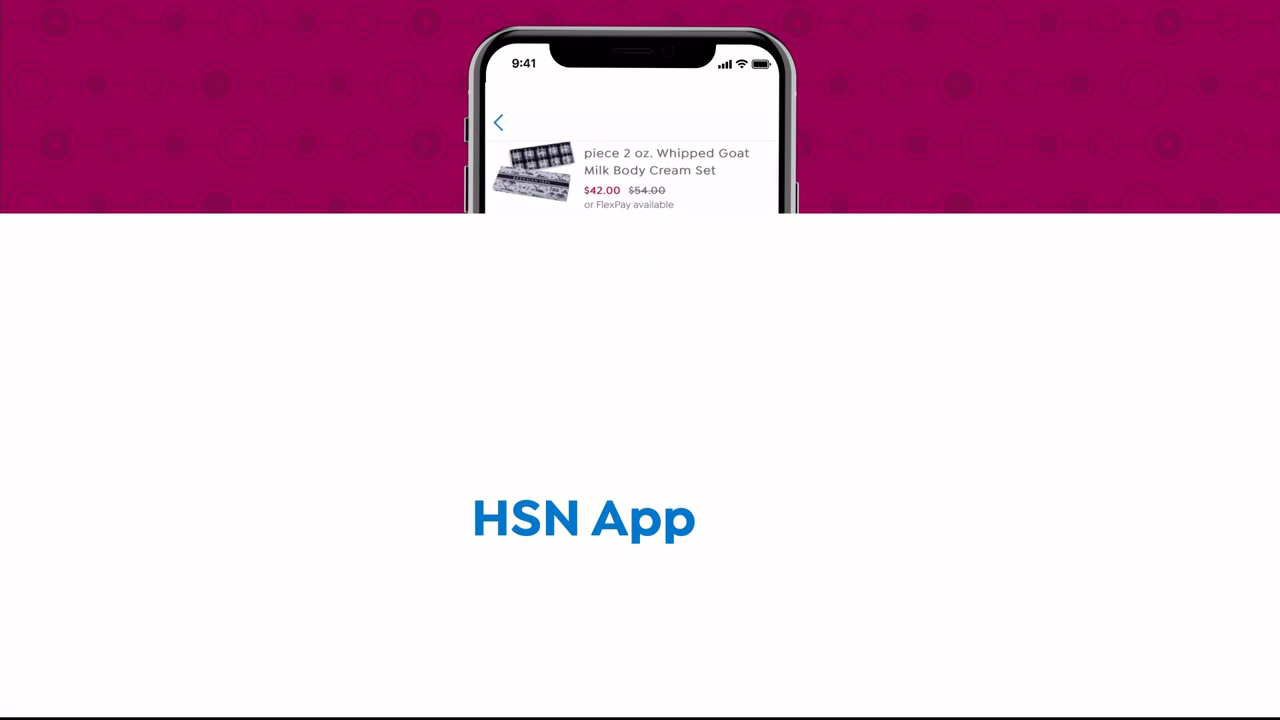 9:41
piece 2 oz. Whipped Goat
Milk Body Cream Set
$42.00 $54.00
or FlexPay available
HSN App